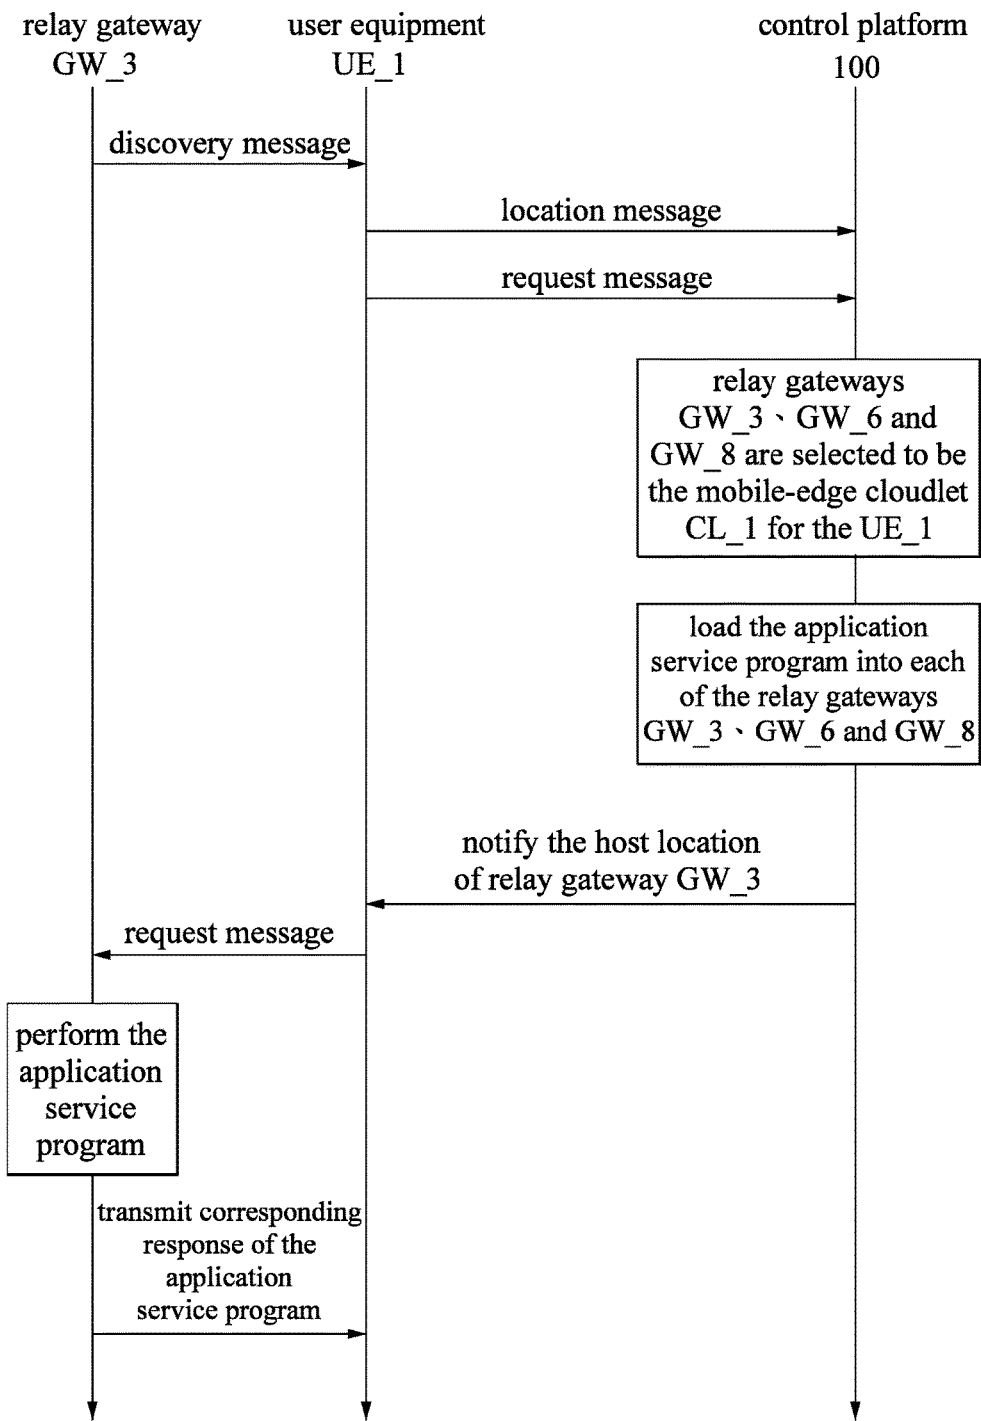 relay gateway
GW_3
user equipment
UE_1
control platform
100
discovery message
location message
request message
relay gateways
GW_3、GW_6 and
GW_8 are selected to be
the mobile-edge cloudlet
CL_1 for the UE_1
load the application
service program into each
of the relay gateways
GW_3、GW_6 and GW_8
notify the host location
of relay gateway GW_3
request message
perform the
application
service
program
transmit corresponding
response of the
application
service program